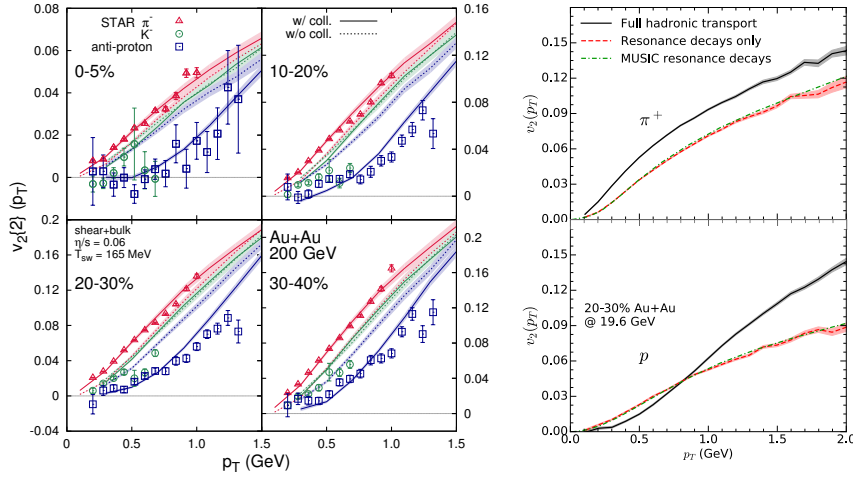 STAR π⁻
K⁻
anti-proton
0-5%
w/ coll.
w/o coll.
10-20%
0.08
0.06
0.04
0.02
0
0.16
0.12
0.08
0.04
0
v₂{2} (p_T)
shear+bulk
η/s = 0.06
T_sw = 165 MeV
20-30%
Au+Au
200 GeV
30-40%
0.2
0.16
0.12
0.08
0.04
0
-0.04
0.2
0.16
0.12
0.08
0.04
0
0 0.5 1.0 0 0.5 1.0 1.5
p_T (GeV)
Full hadronic transport
Resonance decays only
MUSIC resonance decays
π⁺
v₂(p_T)
0.15
0.12
0.09
0.06
0.03
0.00
20-30% Au+Au
@ 19.6 GeV
p
v₂(p_T)
0.15
0.12
0.09
0.06
0.03
0.00
0.0 0.5 1.0 1.5 2.0
p_T (GeV)